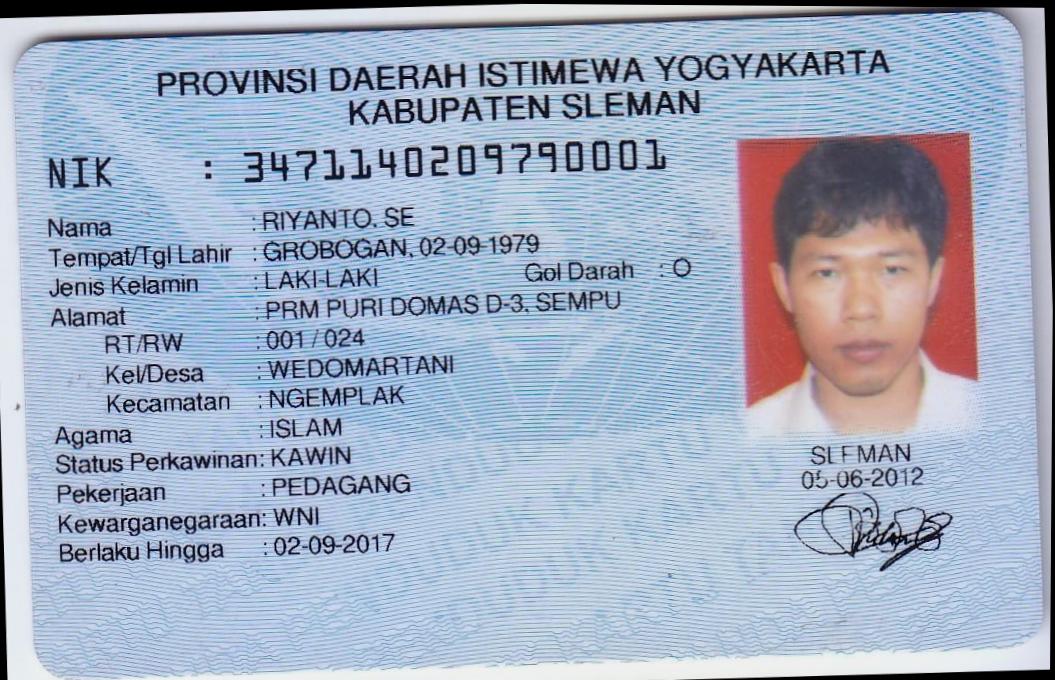 PROVINSI DAERAH ISTIMEWA YOGYAKARTA
KABUPATEN SLEMAN
NIK : 3471140209790001
Nama : RIYANTO. SE
Tempat/Tgl Lahir : GROBOGAN, 02-09-1979
Jenis Kelamin : LAKI-LAKI Gol Darah : O
Alamat : PRM PURI DOMAS D-3, SEMPU
RT/RW : 001 / 024
Kel/Desa : WEDOMARTANI
Kecamatan : NGEMPLAK
Agama : ISLAM
Status Perkawinan: KAWIN
Pekerjaan : PEDAGANG
Kewarganegaraan: WNI
Berlaku Hingga : 02-09-2017
SLEMAN
05-06-2012